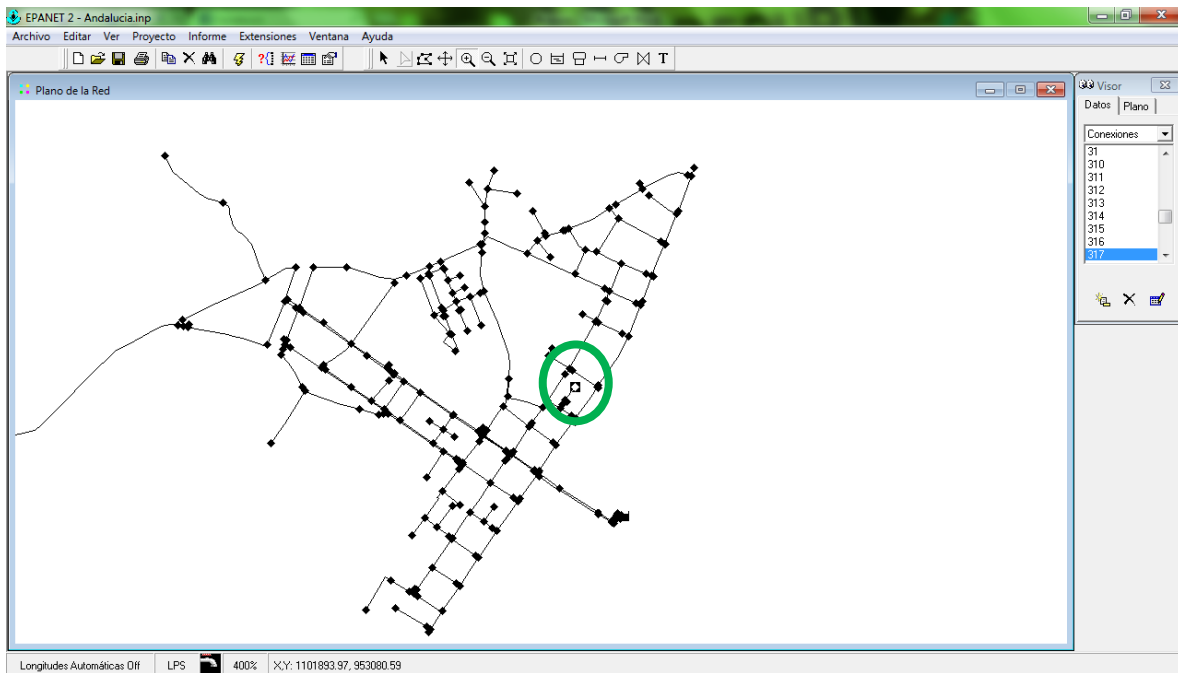 EPANET 2 - Andalucia.inp
Archivo Editar Ver Proyecto Informe Extensiones Ventana Ayuda
T
Plano de la Red
Visor
Datos Plano
Conexiones
31
310
311
312
313
314
315
316
317
Longitudes Automáticas Off LPS 400% X,Y: 1101893.97, 953080.59